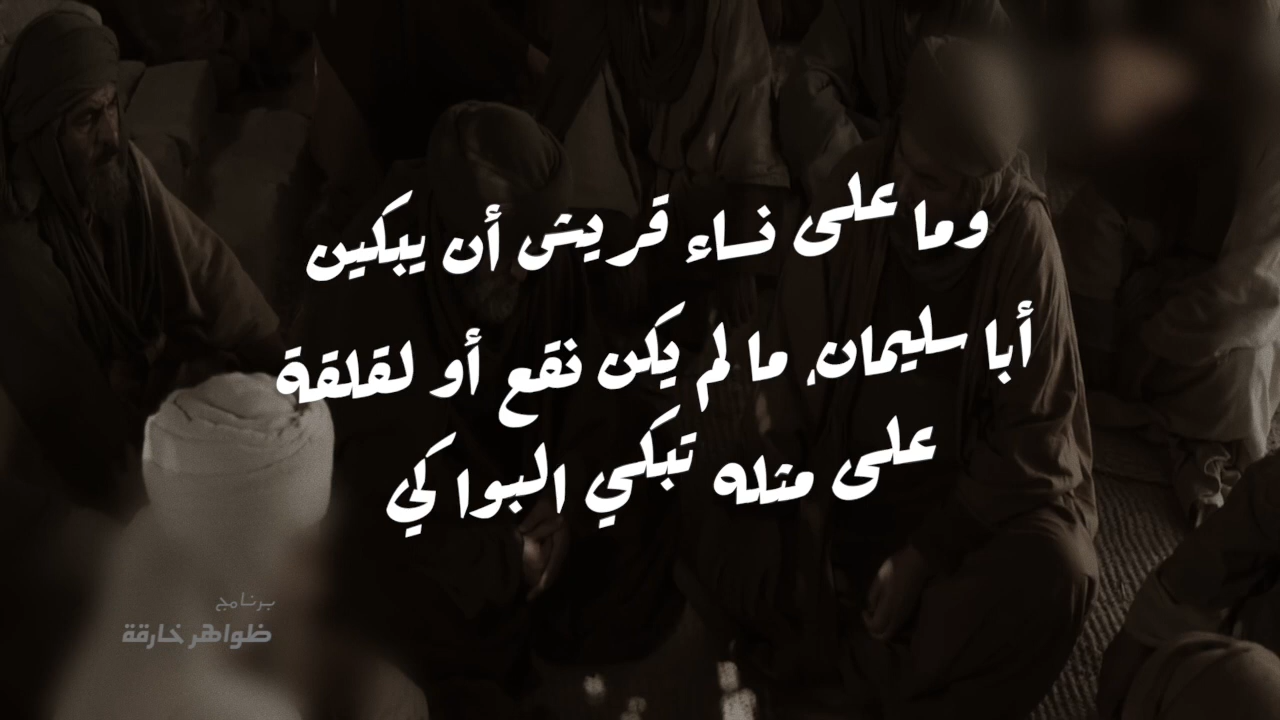 وما على نساء قريش أن يبكين
أبا سليمان, ما لم يكن نقع أو لقلقة
على مثله تبكي البواكي
برنامج
ظواهر خارقة